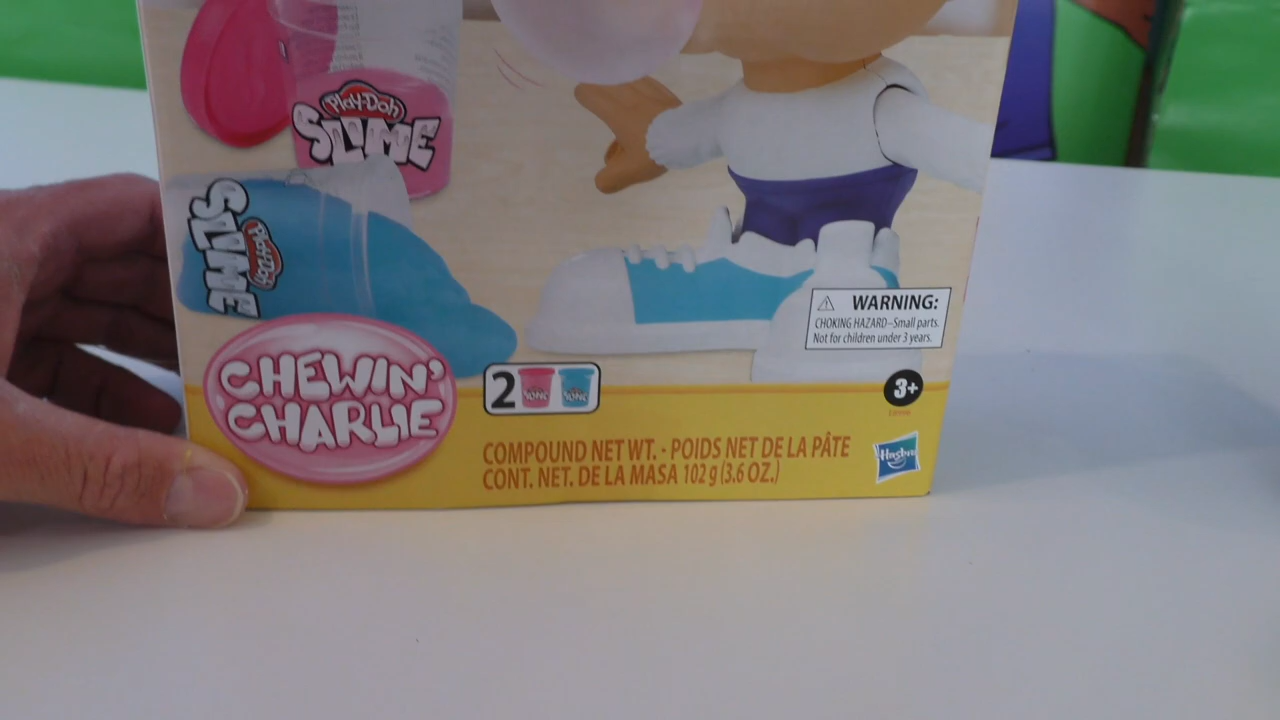 PLAY-DOH
SLIME
PLAY-DOH
SLIME
CHEWIN'
CHARLIE
2
WARNING:
CHOKING HAZARD–Small parts.
Not for children under 3 years.
3+
COMPOUND NET WT. · POIDS NET DE LA PÂTE
CONT. NET. DE LA MASA 102 g (3.6 OZ.)
Hasbro